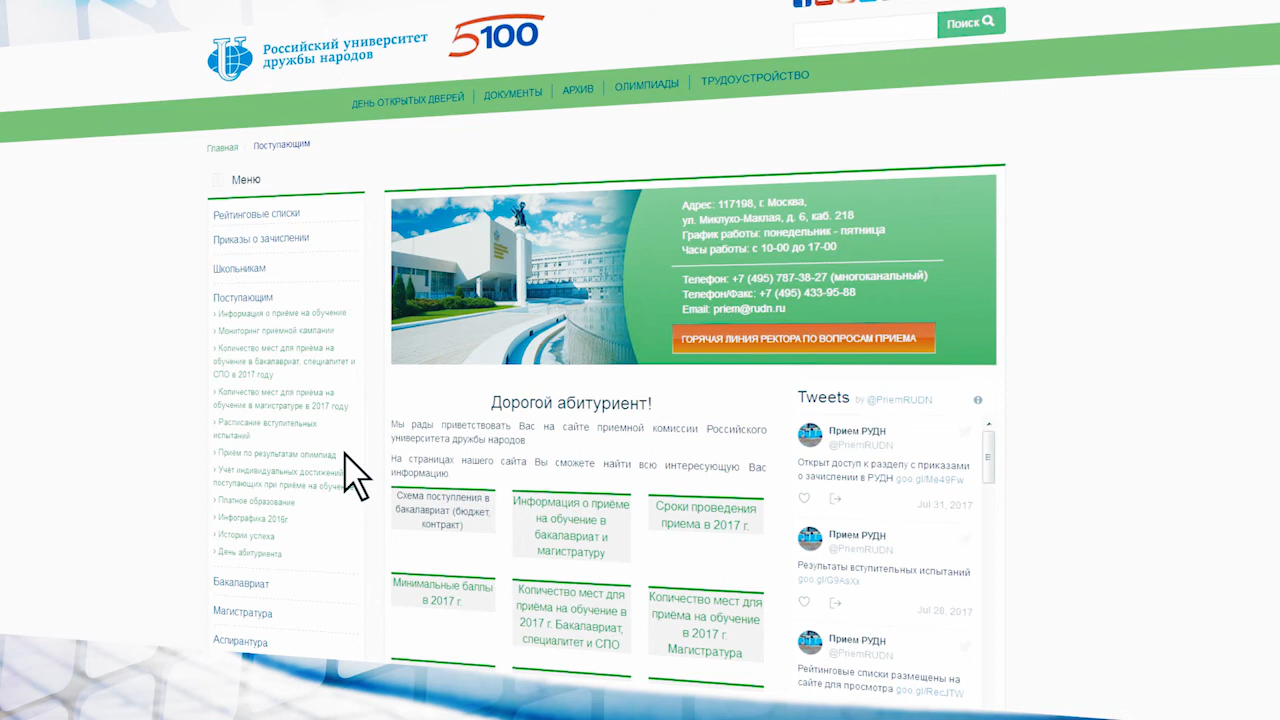 Российский университет
дружбы народов
5100
Поиск
ДЕНЬ ОТКРЫТЫХ ДВЕРЕЙ
ДОКУМЕНТЫ
АРХИВ
ОЛИМПИАДЫ
ТРУДОУСТРОЙСТВО
Главная
Поступающим
Меню
Рейтинговые списки
Приказы о зачислении
Школьникам
Поступающим
› Информация о приёме на обучение
› Мониторинг приемной кампании
› Количество мест для приёма на
обучение в бакалавриат, специалитет и
СПО в 2017 году
› Количество мест для приёма на
обучение в магистратуре в 2017 году
› Расписание вступительных
испытаний
› Приём по результатам олимпиад
› Учёт индивидуальных достижений
поступающих при приёме на
› Платное образование
› Инфографика 2016г
› Истории успеха
› День абитуриента
Бакалавриат
Магистратура
Аспирантура
Адрес: 117198, г. Москва,
ул. Миклухо-Маклая, д. 6, каб. 218
График работы: понедельник - пятница
Часы работы: с 10-00 до 17-00
Телефон: +7 (495) 787-38-27 (многоканальный)
Телефон/Факс: +7 (495) 433-95-88
Email: priem@rudn.ru
ГОРЯЧАЯ ЛИНИЯ РЕКТОРА ПО ВОПРОСАМ ПРИЕМА
Дорогой абитуриент!
Мы рады приветствовать Вас на сайте приемной комиссии Российского
университета дружбы народов
На страницах нашего сайта Вы сможете найти всю интересующую Вас
информацию.
Схема поступления в
бакалавриат (бюджет,
контракт)
Информация о приёме
на обучение в
бакалавриат и
магистратуру
Сроки проведения
приема в 2017 г.
Минимальные баллы
в 2017 г.
Количество мест для
приёма на обучение в
2017 г. Бакалавриат,
специалитет и СПО
Количество мест для
приёма на обучение
в 2017 г.
Магистратура
Tweets by @PriemRUDN
Прием РУДН
@PriemRUDN
Открыт доступ к разделу с приказами
о зачислении в РУДН goo.gl/Me49Fw
Jul 31, 2017
Прием РУДН
@PriemRUDN
Результаты вступительных испытаний
goo.gl/G9AsXx
Jul 28, 2017
Прием РУДН
@PriemRUDN
Рейтинговые списки размещены на
сайте для просмотра goo.gl/RecJTW